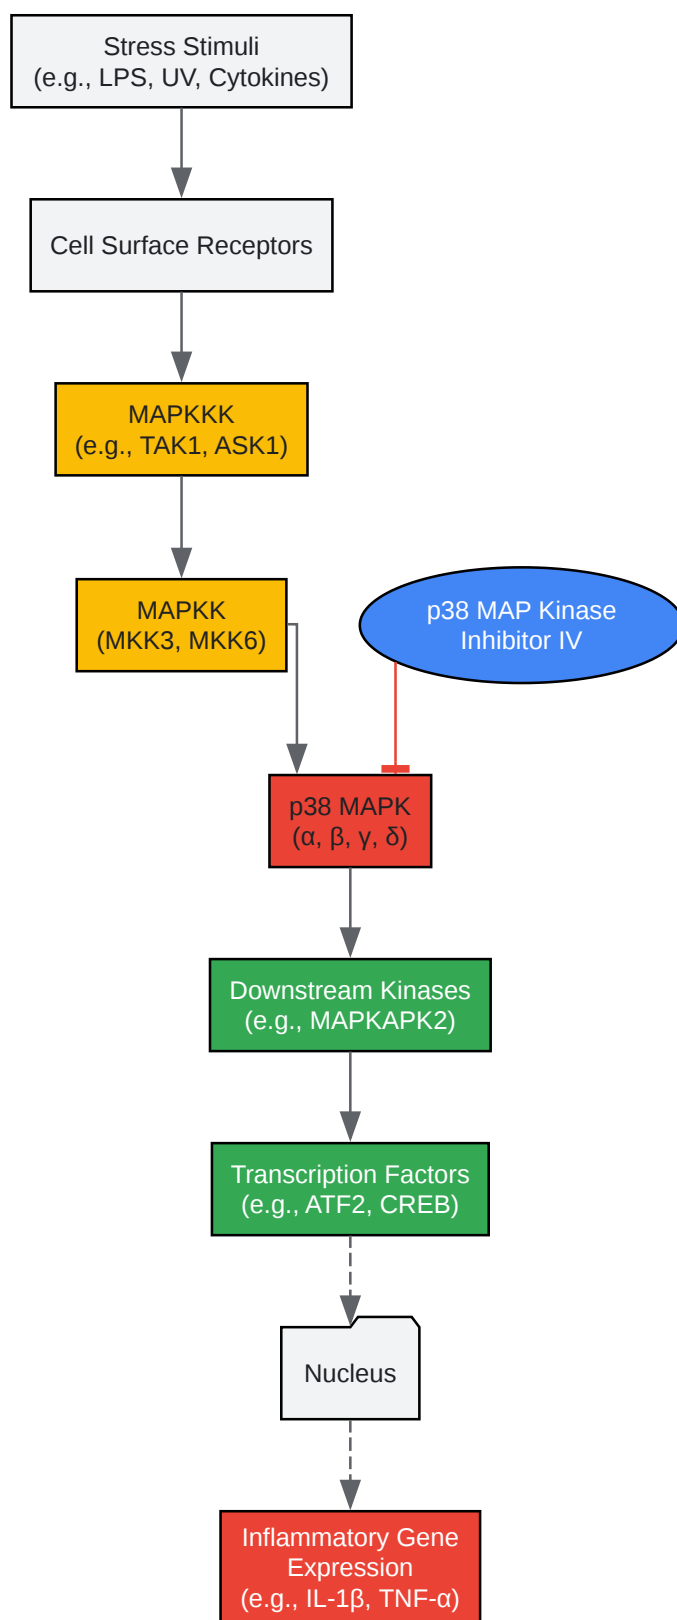 Stress Stimuli
(e.g., LPS, UV, Cytokines)
Cell Surface Receptors
MAPKKK
(e.g., TAK1, ASK1)
MAPKK
(MKK3, MKK6)
p38 MAP Kinase
Inhibitor IV
p38 MAPK
(α, β, γ, δ)
Downstream Kinases
(e.g., MAPKAPK2)
Transcription Factors
(e.g., ATF2, CREB)
Nucleus
Inflammatory Gene
Expression
(e.g., IL-1β, TNF-α)